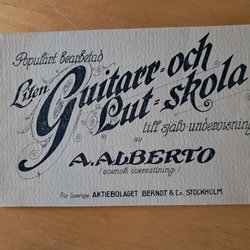 Populärt bearbetad
Liten Guitarr- och
Lut-skola
till själv-undervisning
av
A. ALBERTO
(svensk översättning)
För Sverige: AKTIEBOLAGET BERNDT & Co, STOCKHOLM.